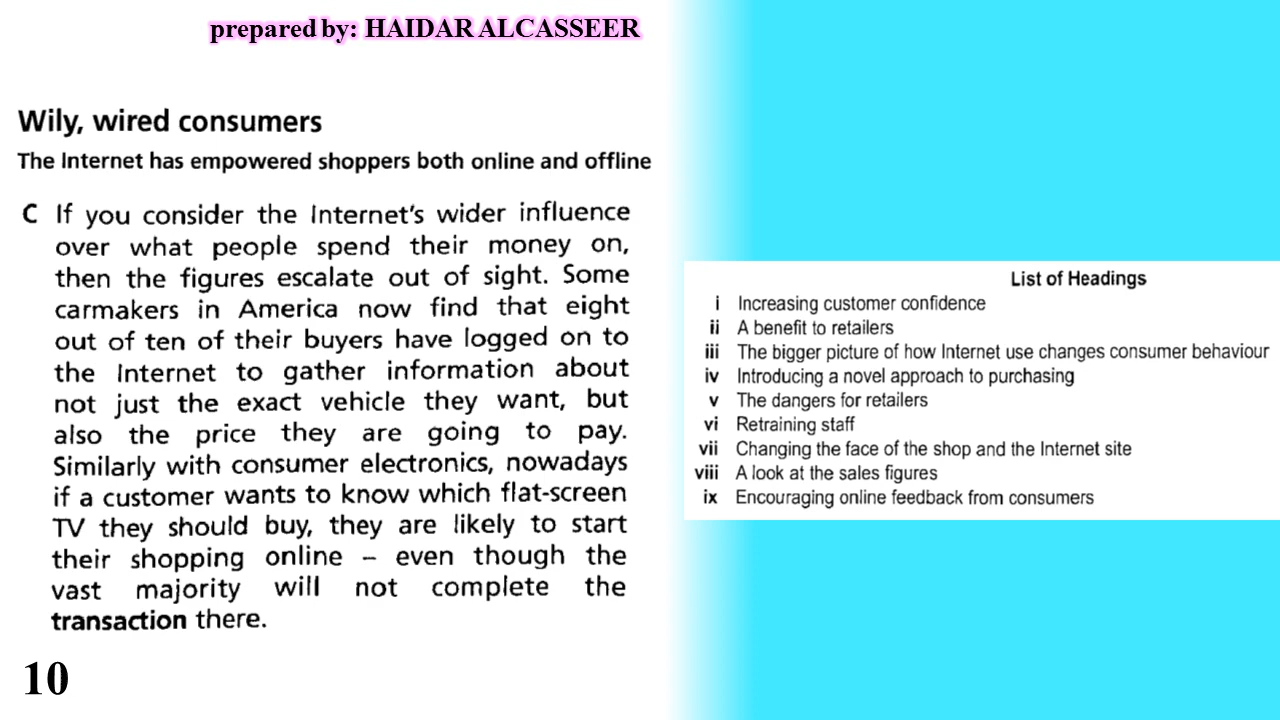 prepared by: HAIDAR ALCASSEER
Wily, wired consumers
The Internet has empowered shoppers both online and offline
C If you consider the Internet's wider influence
over what people spend their money on,
then the figures escalate out of sight. Some
carmakers in America now find that eight
out of ten of their buyers have logged on to
the Internet to gather information about
not just the exact vehicle they want, but
also the price they are going to pay.
Similarly with consumer electronics, nowadays
if a customer wants to know which flat-screen
TV they should buy, they are likely to start
their shopping online – even though the
vast majority will not complete the
transaction there.
List of Headings
i Increasing customer confidence
ii A benefit to retailers
iii The bigger picture of how Internet use changes consumer behaviour
iv Introducing a novel approach to purchasing
v The dangers for retailers
vi Retraining staff
vii Changing the face of the shop and the Internet site
viii A look at the sales figures
ix Encouraging online feedback from consumers
10